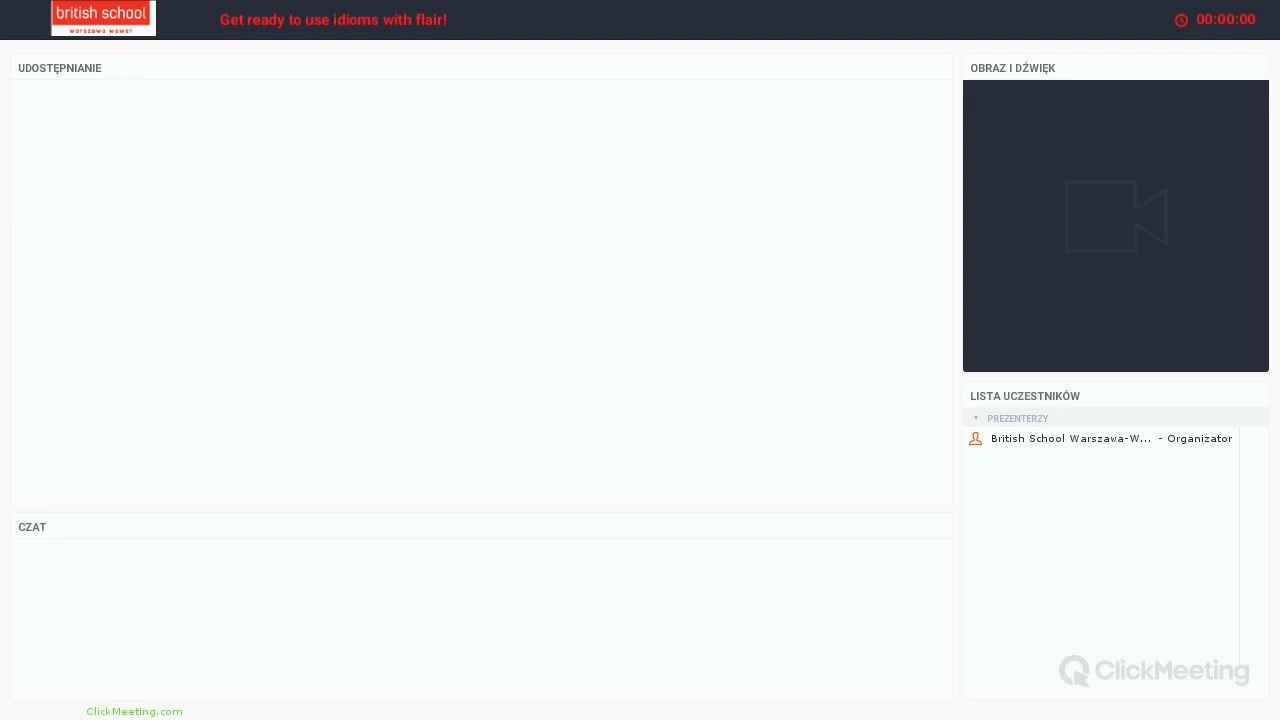 british school
warszawa wawer
Get ready to use idioms with flair!
00:00:00
UDOSTĘPNIANIE
OBRAZ I DŹWIĘK
LISTA UCZESTNIKÓW
PREZENTERZY
British School Warszawa-W... - Organizator
CZAT
ClickMeeting
ClickMeeting.com